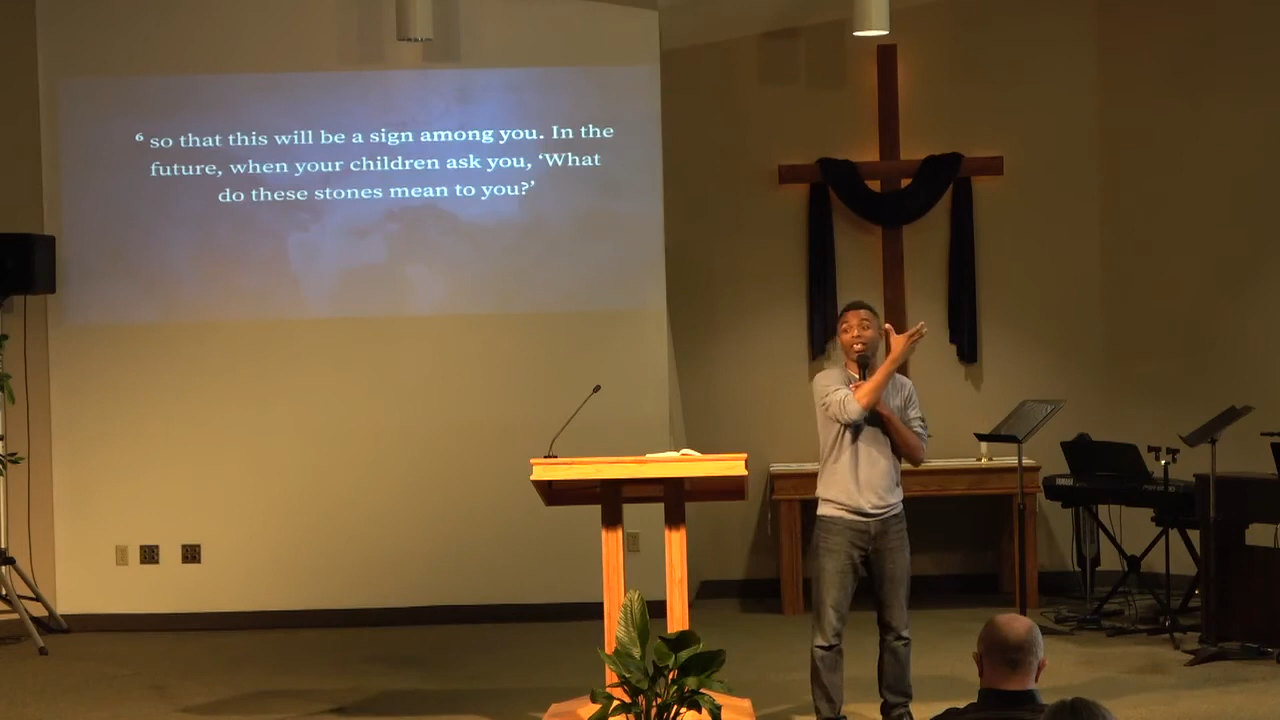 ⁶ so that this will be a sign among you. In the
future, when your children ask you, ‘What
do these stones mean to you?’
YAMAHA